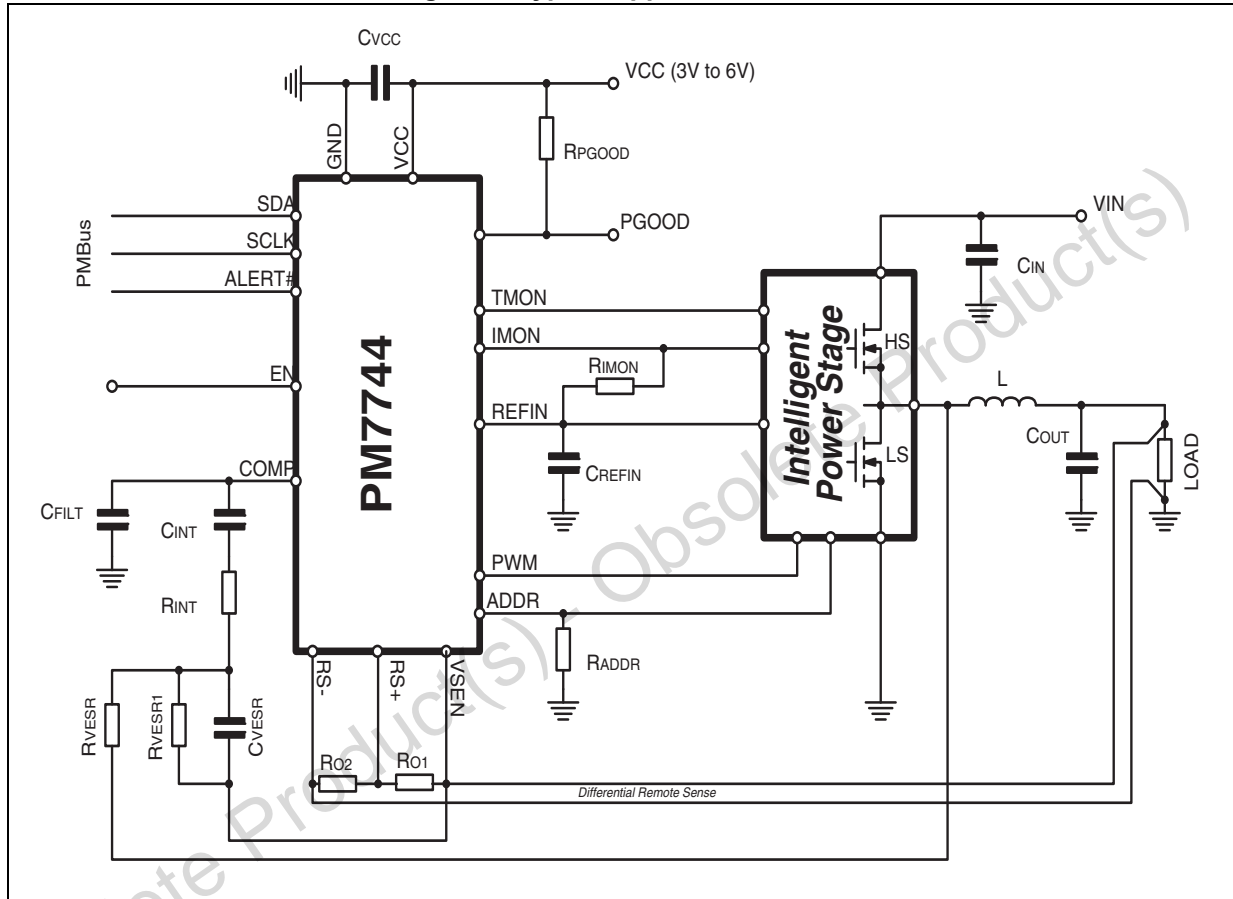 CVCC
VCC (3V to 6V)
GND
VCC
RPGOOD
SDA
SCLK
ALERT#
PMBus
PGOOD
VIN
CIN
TMON
IMON
RIMON
REFIN
CREFIN
EN
COMP
PM7744
Intelligent
Power Stage
HS
LS
L
COUT
LOAD
CFILT
CINT
RINT
PWM
ADDR
RADDR
RS-
RS+
VSEN
RVESR
RVESR1
CVESR
RO2
RO1
Differential Remote Sense
Obsolete Product(s) - Obsolete Product(s)